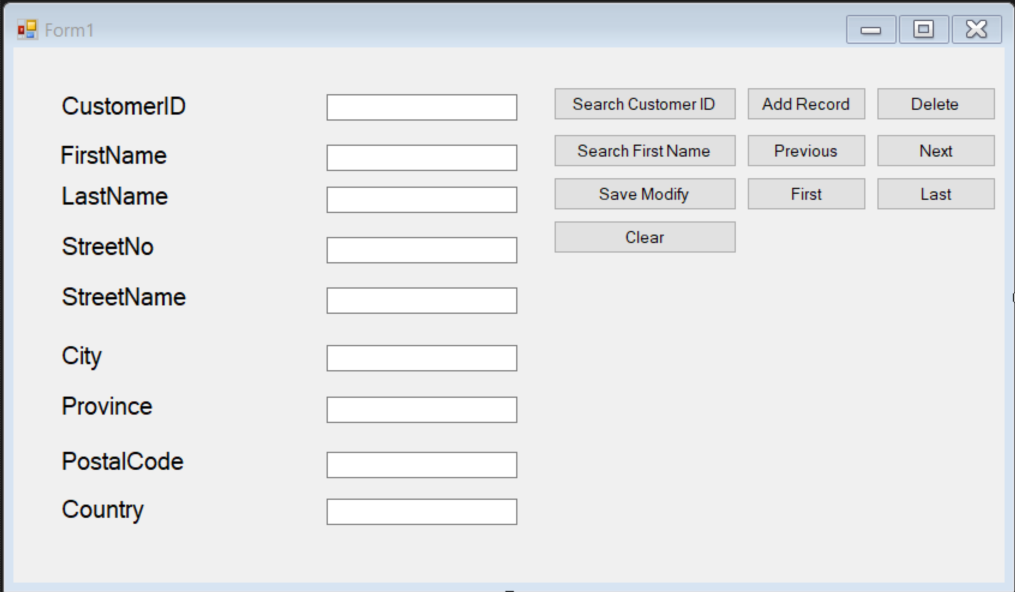 Form1
CustomerID
Search Customer ID Add Record Delete
FirstName
Search First Name Previous Next
LastName
Save Modify First Last
StreetNo
Clear
StreetName
City
Province
PostalCode
Country